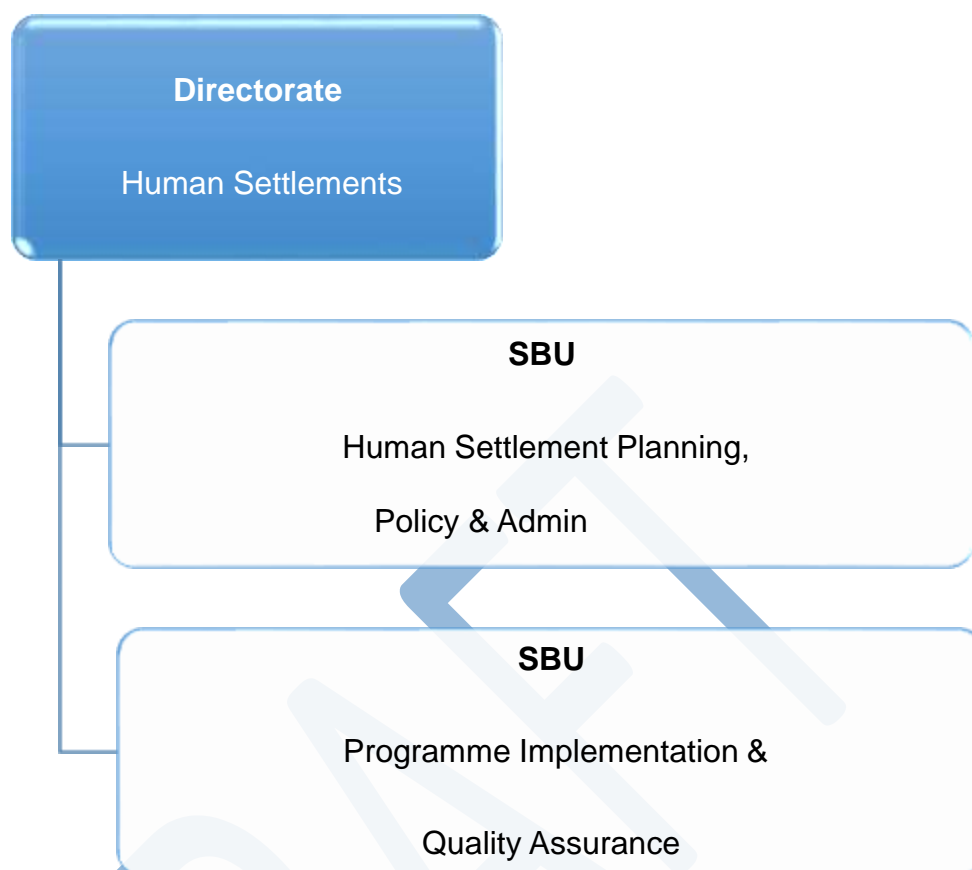 Directorate
Human Settlements
SBU
Human Settlement Planning,
Policy & Admin
SBU
Programme Implementation &
Quality Assurance